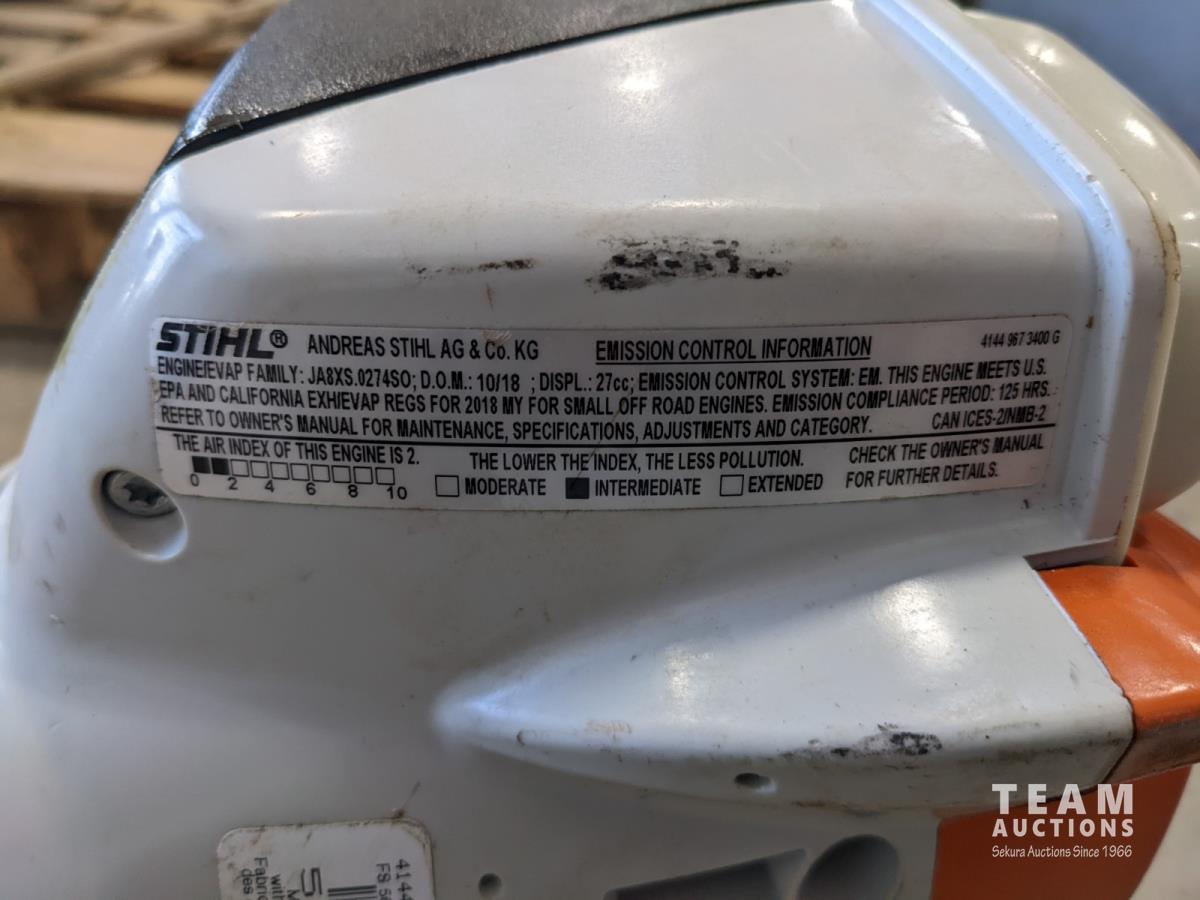 STIHL® ANDREAS STIHL AG & Co. KG EMISSION CONTROL INFORMATION 4144 967 3400 G
ENGINE/EVAP FAMILY: JA8XS.0274SO; D.O.M.: 10/18 ; DISPL.: 27cc; EMISSION CONTROL SYSTEM: EM. THIS ENGINE MEETS U.S.
EPA AND CALIFORNIA EXH/EVAP REGS FOR 2018 MY FOR SMALL OFF ROAD ENGINES. EMISSION COMPLIANCE PERIOD: 125 HRS.
REFER TO OWNER'S MANUAL FOR MAINTENANCE, SPECIFICATIONS, ADJUSTMENTS AND CATEGORY. CAN ICES-2/NMB-2
THE AIR INDEX OF THIS ENGINE IS 2. THE LOWER THE INDEX, THE LESS POLLUTION. CHECK THE OWNER'S MANUAL
0 2 4 6 8 10 MODERATE INTERMEDIATE EXTENDED FOR FURTHER DETAILS.
4144
FS 5
5
TEAM
AUCTIONS
Sekura Auctions Since 1966